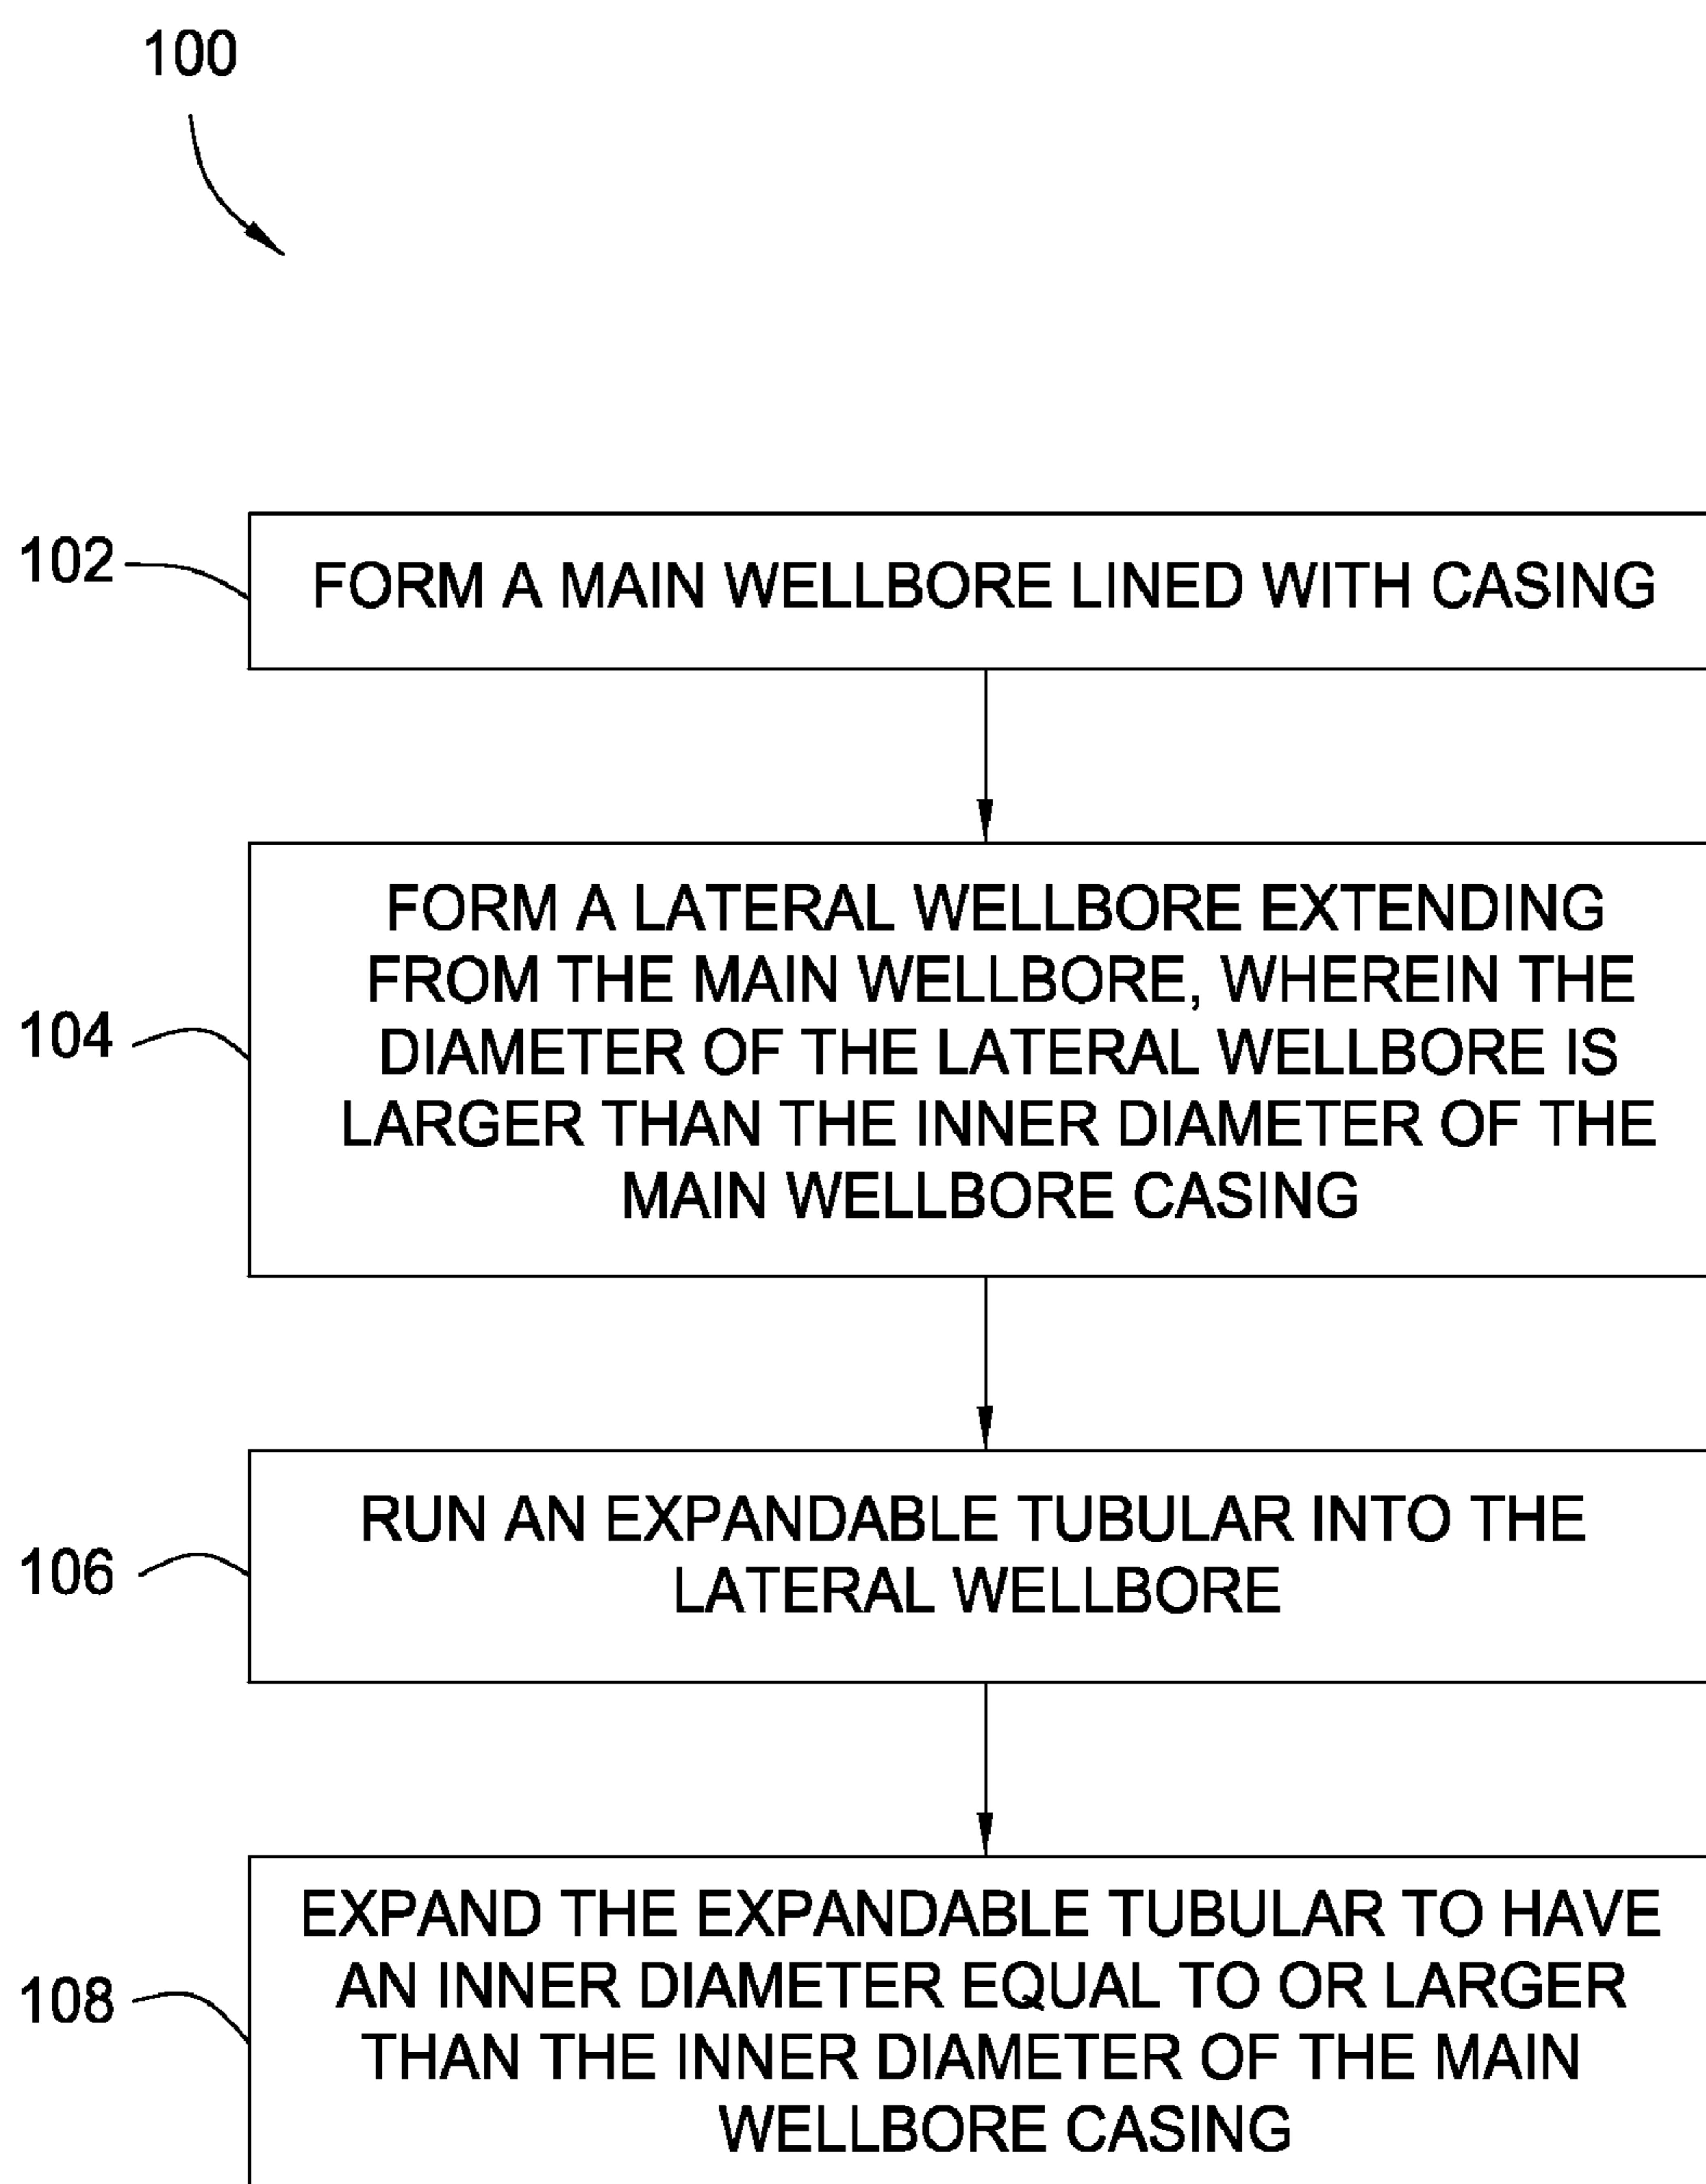 100
102
FORM A MAIN WELLBORE LINED WITH CASING
104
FORM A LATERAL WELLBORE EXTENDING
FROM THE MAIN WELLBORE, WHEREIN THE
DIAMETER OF THE LATERAL WELLBORE IS
LARGER THAN THE INNER DIAMETER OF THE
MAIN WELLBORE CASING
106
RUN AN EXPANDABLE TUBULAR INTO THE
LATERAL WELLBORE
108
EXPAND THE EXPANDABLE TUBULAR TO HAVE
AN INNER DIAMETER EQUAL TO OR LARGER
THAN THE INNER DIAMETER OF THE MAIN
WELLBORE CASING